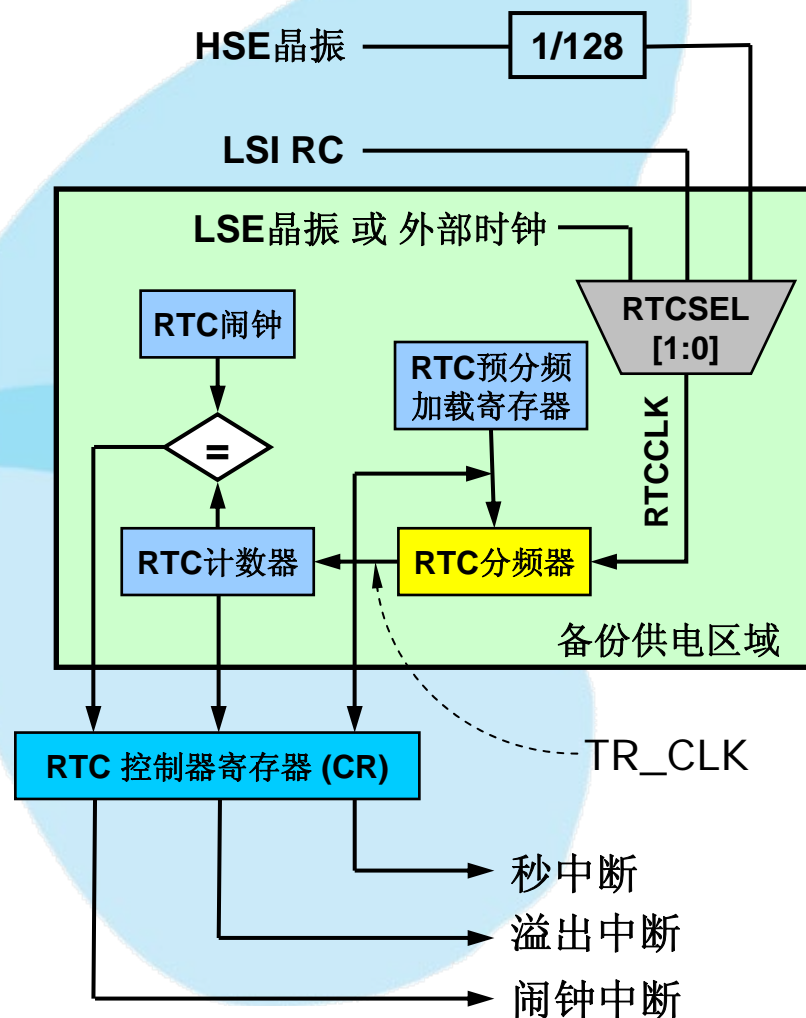 HSE晶振
1/128
LSI RC
LSE晶振 或 外部时钟
RTCSEL
[1:0]
RTC闹钟
RTC预分频
加载寄存器
RTCCLK
=
RTC计数器
RTC分频器
备份供电区域
RTC 控制器寄存器 (CR)
TR_CLK
秒中断
溢出中断
闹钟中断